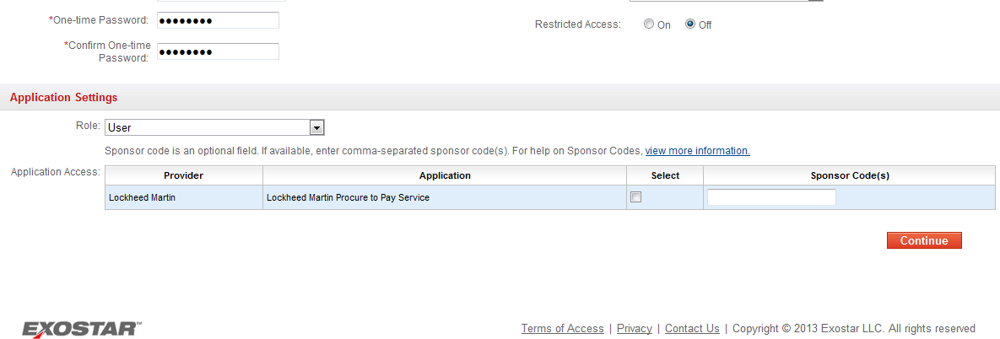 *One-time Password: ●●●●●●●●
Restricted Access: On Off
*Confirm One-time
Password: ●●●●●●●●
Application Settings
Role: User
Sponsor code is an optional field. If available, enter comma-separated sponsor code(s). For help on Sponsor Codes, view more information.
Application Access:
Provider Application Select Sponsor Code(s)
Lockheed Martin Lockheed Martin Procure to Pay Service
Continue
EXOSTAR™
Terms of Access | Privacy | Contact Us | Copyright © 2013 Exostar LLC. All rights reserved